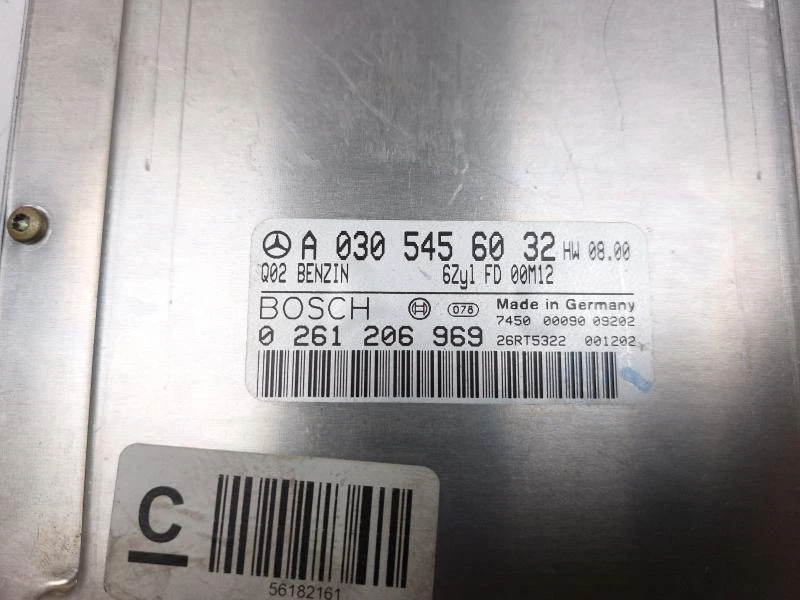 A 030 545 60 32 HW 08.00
Q02 BENZIN 6Zyl FD 00M12
BOSCH 078 Made in Germany
7450 00090 09202
0 261 206 969 26RT5322 001202
C
56182161